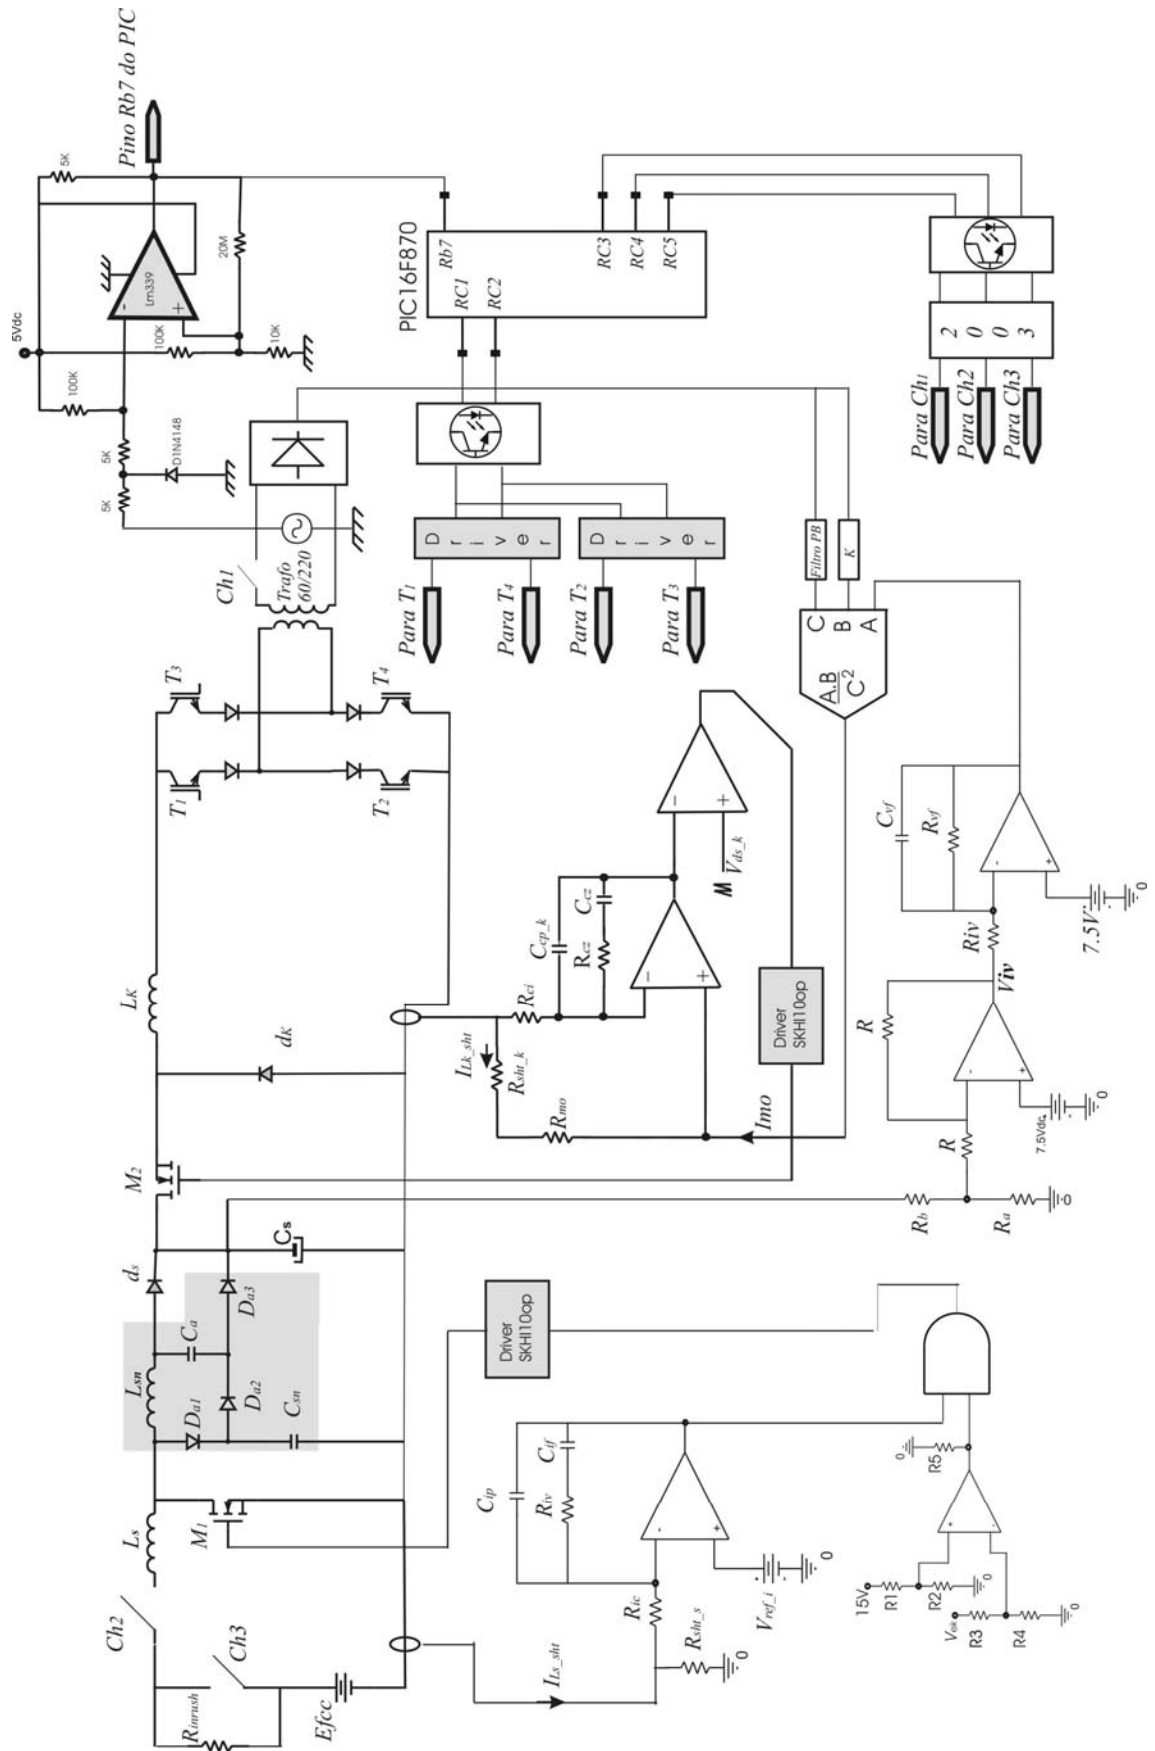 Pino Rb7 do PIC
5Vdc
5K
20M
Lm339
-
+
100K
10K
100K
5K
D1N4148
5K
PIC16F870
Rb7
RC1
RC2
RC3
RC4
RC5
2
0
0
3
Para Ch1
Para Ch2
Para Ch3
Ch1
Trafo
60/220
Driver
Driver
Para T1
Para T4
Para T2
Para T3
Filtro PB
K
C
B
A
A.B
C²
T3
T4
T1
T2
LK
dK
M2
ds
Cs
Lsn
Ca
Da3
Da1
Da2
Csn
Ls
M1
Ch2
Ch3
Rinrush
Efcc
ILk_sht
Rsht_k
Rci
Rmo
Ccp_k
Rcz
Ccz
-
+
-
+
Vds_k
Imo
Driver
SKHI10op
Driver
SKHI10op
Cvf
Rvf
Riv
Viv
7.5V
-
+
0
R
R
-
+
7.5Vdc
0
Rb
Ra
0
Cip
Cif
Riv
Ric
-
+
Vref_i
0
ILs_sht
Rsht_s
0
15V
R1
R2
0
Vok
R3
R4
0
R5
0
+
-